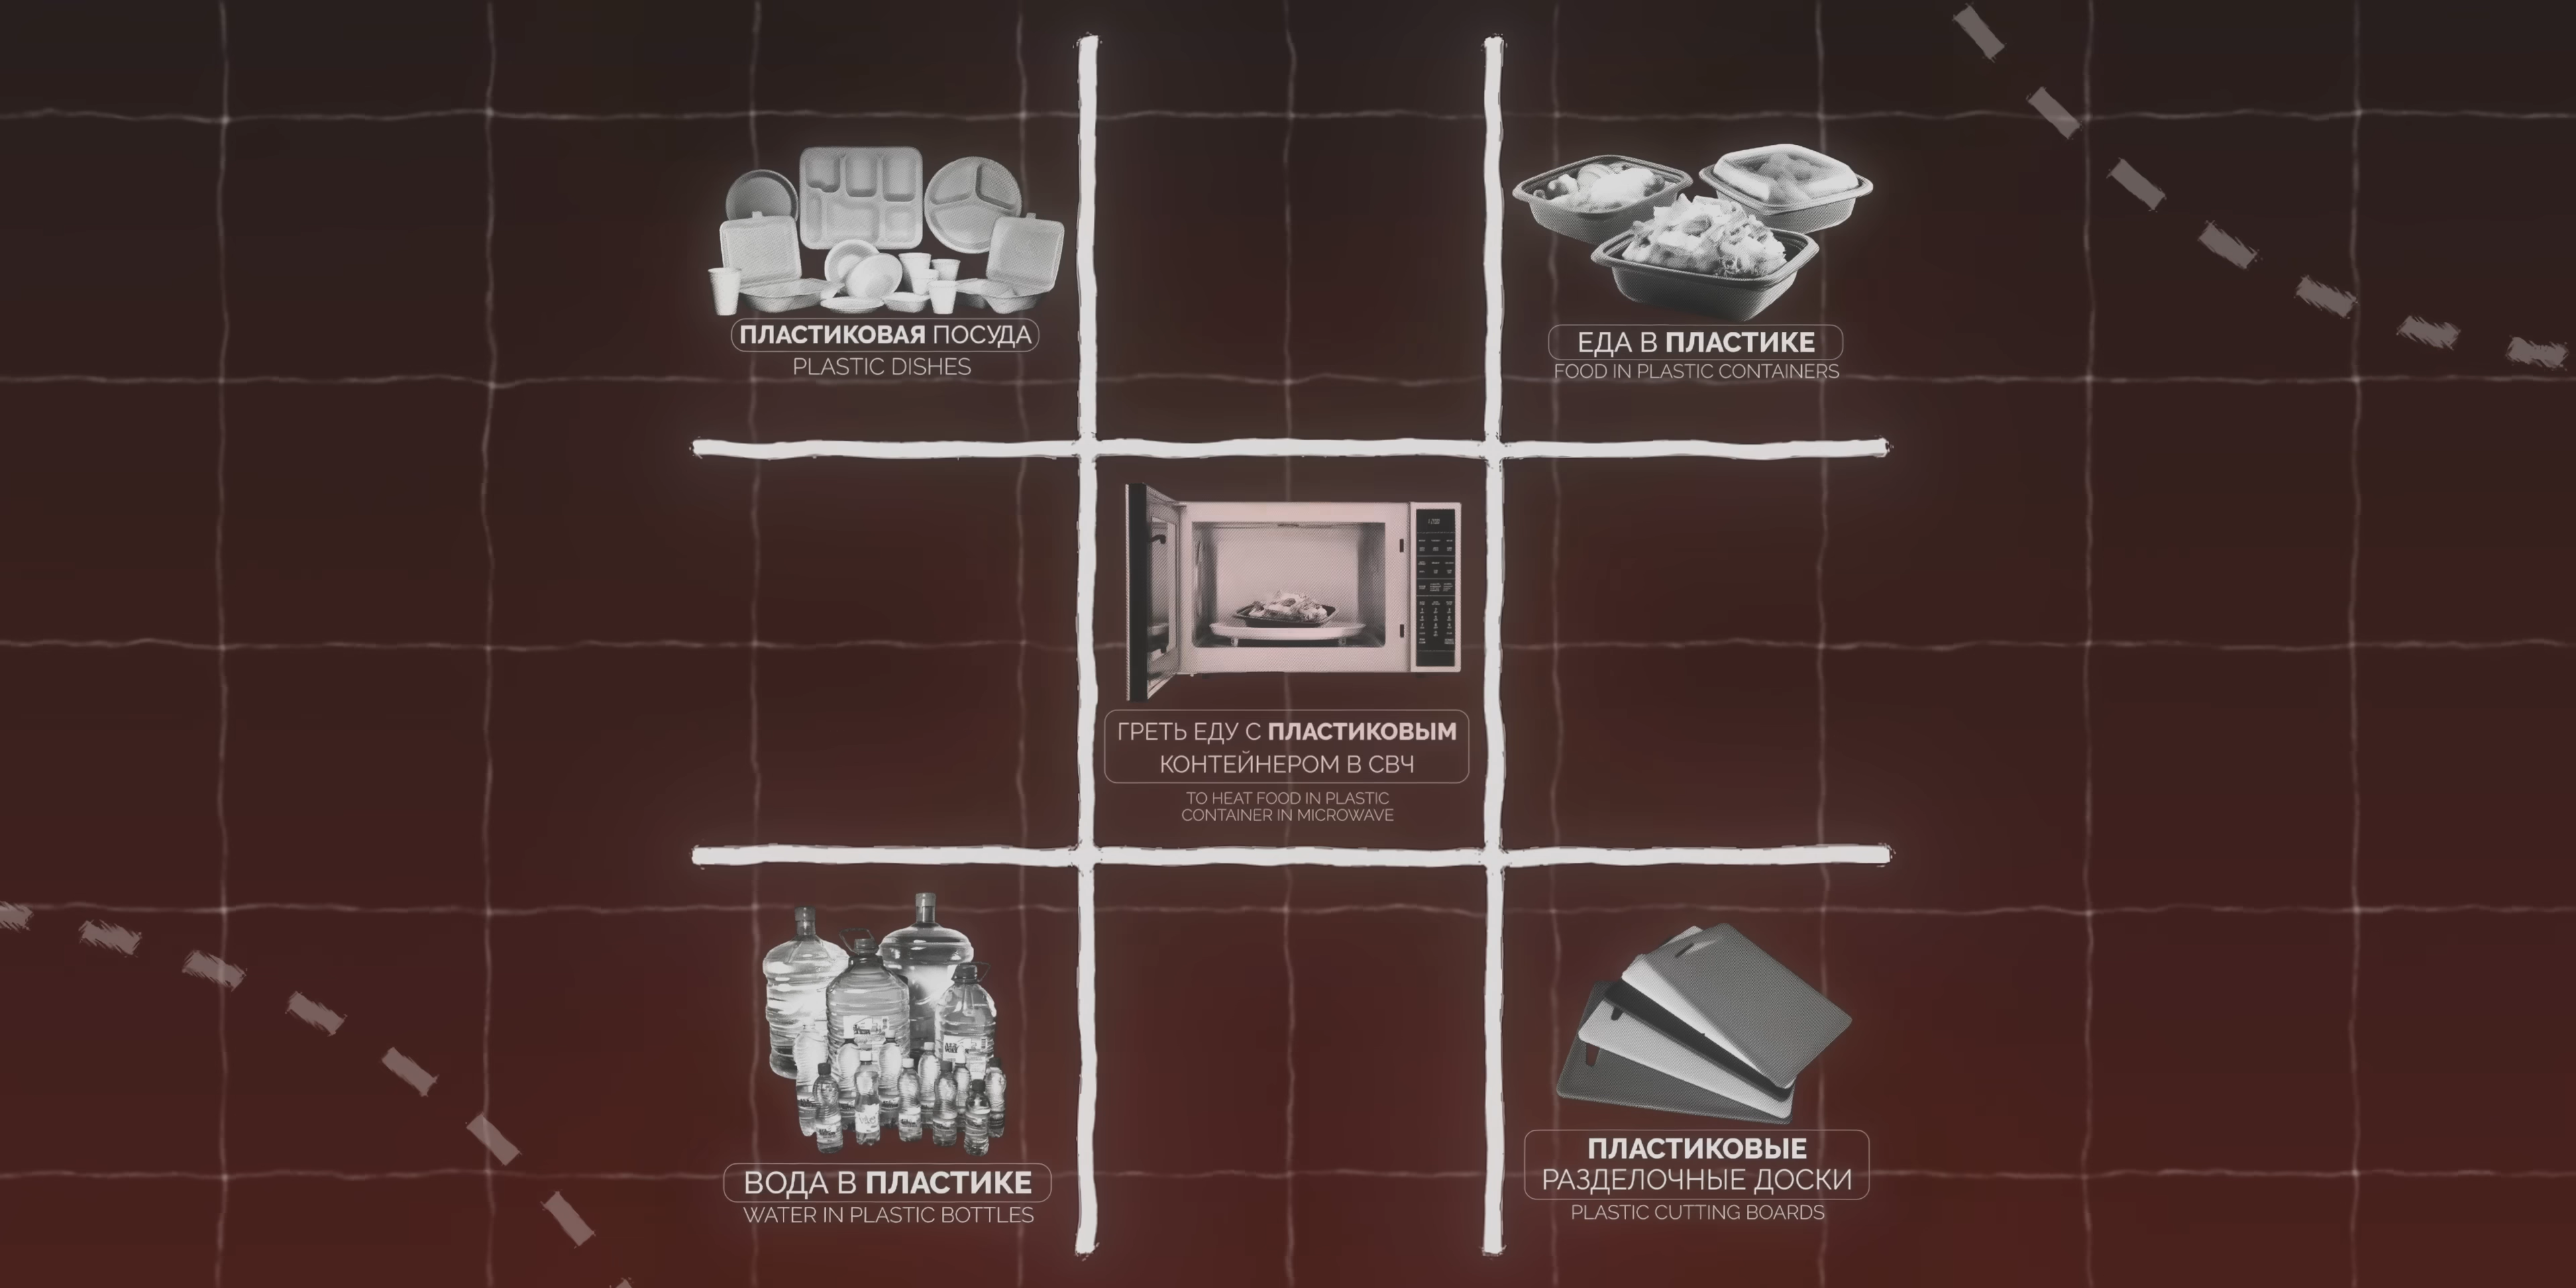 ПЛАСТИКОВАЯ ПОСУДА
PLASTIC DISHES
ЕДА В ПЛАСТИКЕ
FOOD IN PLASTIC CONTAINERS
ГРЕТЬ ЕДУ С ПЛАСТИКОВЫМ
КОНТЕЙНЕРОМ В СВЧ
TO HEAT FOOD IN PLASTIC
CONTAINER IN MICROWAVE
ВОДА В ПЛАСТИКЕ
WATER IN PLASTIC BOTTLES
ПЛАСТИКОВЫЕ
РАЗДЕЛОЧНЫЕ ДОСКИ
PLASTIC CUTTING BOARDS